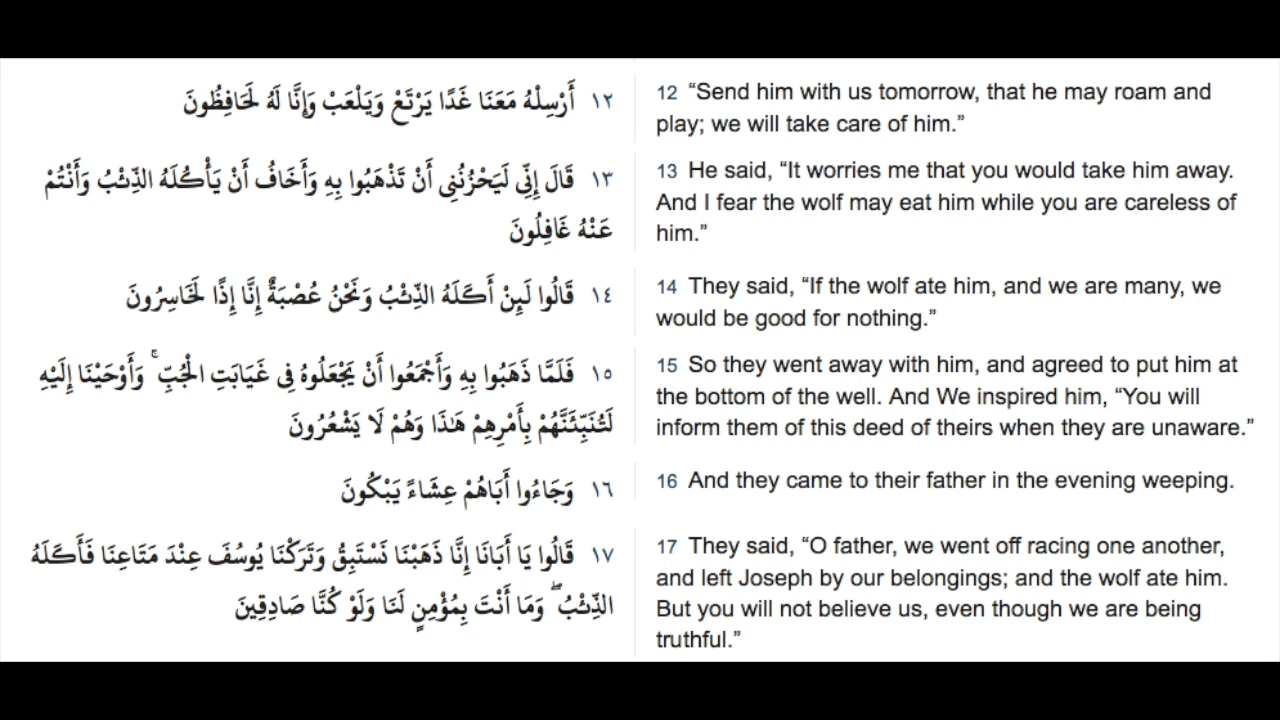 ١٢ أَرْسِلْهُ مَعَنَا غَدًا يَرْتَعْ وَيَلْعَبْ وَإِنَّا لَهُ لَحَافِظُونَ
12 “Send him with us tomorrow, that he may roam and
play; we will take care of him.”
١٣ قَالَ إِنِّي لَيَحْزُنُنِي أَنْ تَذْهَبُوا بِهِ وَأَخَافُ أَنْ يَأْكُلَهُ الذِّئْبُ وَأَنْتُمْ
عَنْهُ غَافِلُونَ
13 He said, “It worries me that you would take him away.
And I fear the wolf may eat him while you are careless of
him.”
١٤ قَالُوا لَئِنْ أَكَلَهُ الذِّئْبُ وَنَحْنُ عُصْبَةٌ إِنَّا إِذًا لَخَاسِرُونَ
14 They said, “If the wolf ate him, and we are many, we
would be good for nothing.”
١٥ فَلَمَّا ذَهَبُوا بِهِ وَأَجْمَعُوا أَنْ يَجْعَلُوهُ فِي غَيَابَتِ الْجُبِّ ۚ وَأَوْحَيْنَا إِلَيْهِ
لَتُنَبِّئَنَّهُمْ بِأَمْرِهِمْ هَٰذَا وَهُمْ لَا يَشْعُرُونَ
15 So they went away with him, and agreed to put him at
the bottom of the well. And We inspired him, “You will
inform them of this deed of theirs when they are unaware.”
١٦ وَجَاءُوا أَبَاهُمْ عِشَاءً يَبْكُونَ
16 And they came to their father in the evening weeping.
١٧ قَالُوا يَا أَبَانَا إِنَّا ذَهَبْنَا نَسْتَبِقُ وَتَرَكْنَا يُوسُفَ عِنْدَ مَتَاعِنَا فَأَكَلَهُ
الذِّئْبُ ۖ وَمَا أَنْتَ بِمُؤْمِنٍ لَنَا وَلَوْ كُنَّا صَادِقِينَ
17 They said, “O father, we went off racing one another,
and left Joseph by our belongings; and the wolf ate him.
But you will not believe us, even though we are being
truthful.”